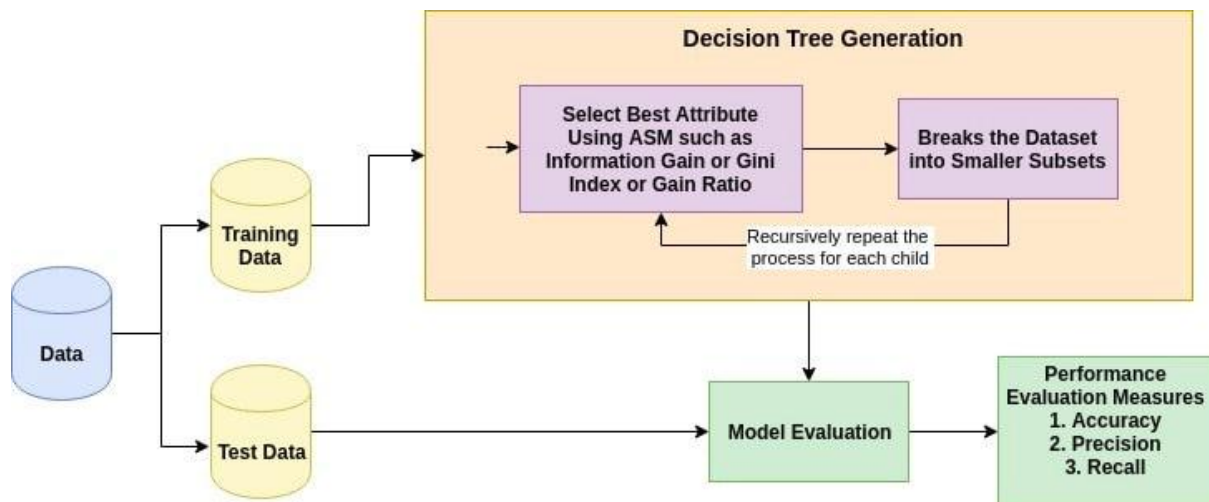 Decision Tree Generation
Select Best Attribute
Using ASM such as
Information Gain or Gini
Index or Gain Ratio
Breaks the Dataset
into Smaller Subsets
Recursively repeat the
process for each child
Training
Data
Data
Test Data
Model Evaluation
Performance
Evaluation Measures
1. Accuracy
2. Precision
3. Recall